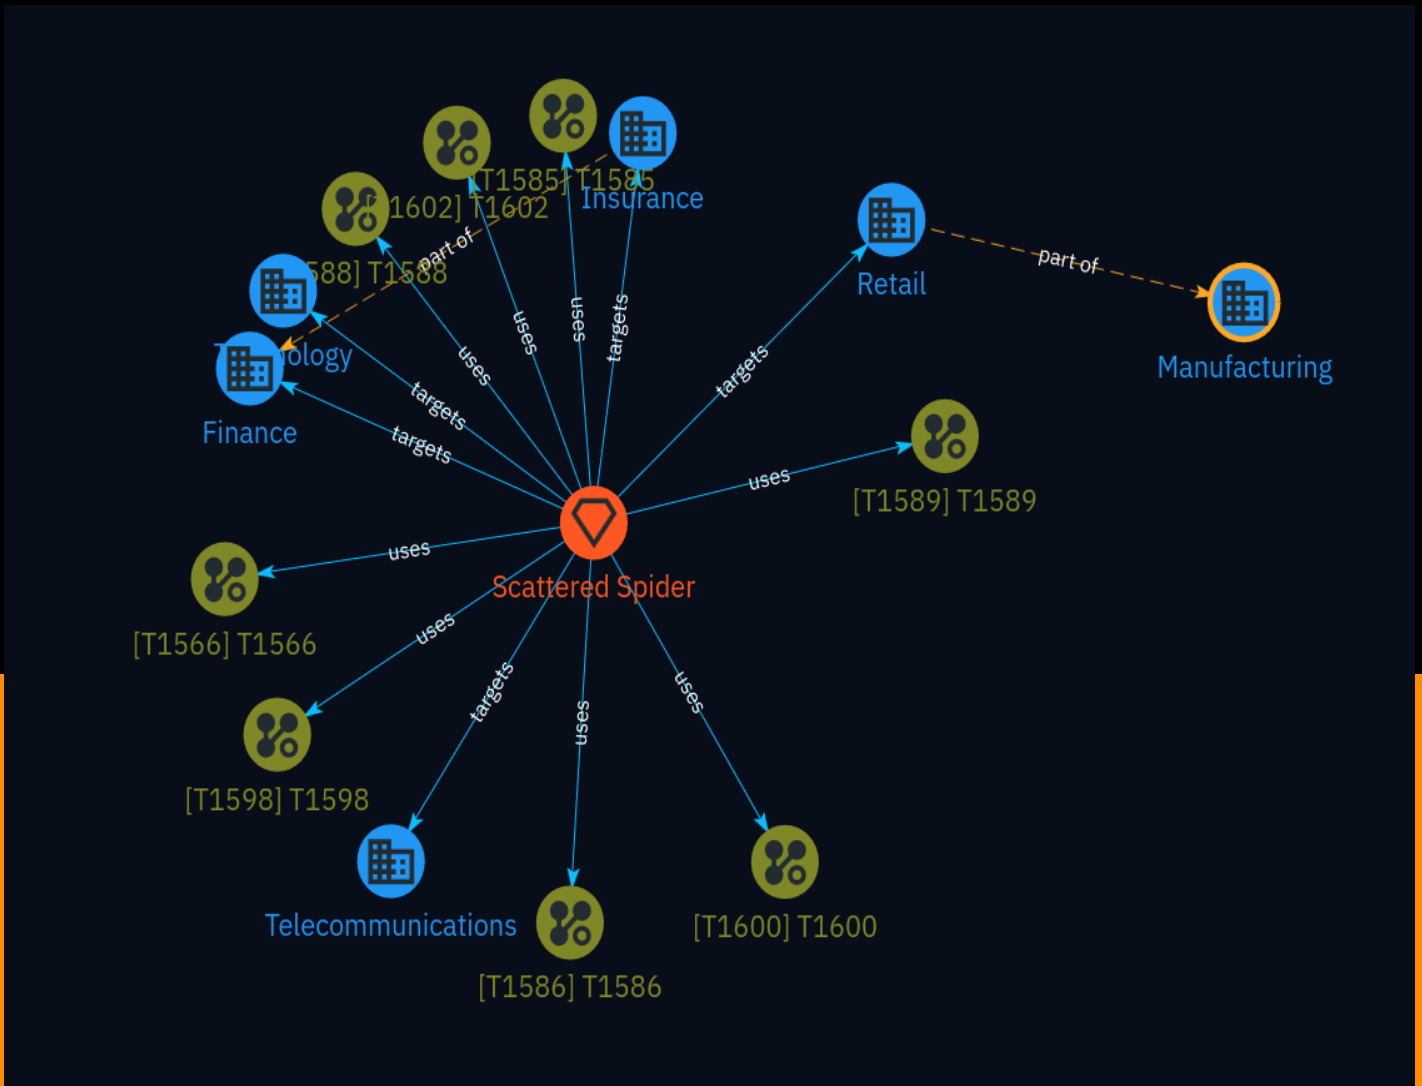 [T1585] T1585
Insurance
[T1602] T1602
part of
588] T1588
Retail
part of
Manufacturing
uses
uses
targets
nology
uses
targets
targets
targets
Finance
uses
[T1589] T1589
uses
Scattered Spider
[T1566] T1566
uses
targets
uses
uses
[T1598] T1598
Telecommunications
[T1600] T1600
[T1586] T1586